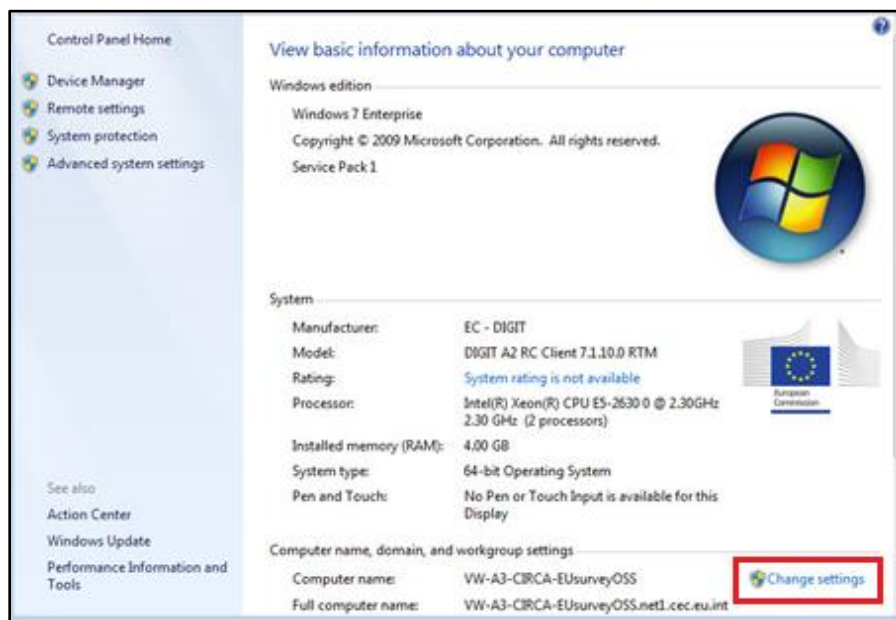 Control Panel Home
Device Manager
Remote settings
System protection
Advanced system settings
See also
Action Center
Windows Update
Performance Information and
Tools
View basic information about your computer
Windows edition
Windows 7 Enterprise
Copyright © 2009 Microsoft Corporation. All rights reserved.
Service Pack 1
System
Manufacturer: EC - DIGIT
Model: DIGIT A2 RC Client 7.1.10.0 RTM
Rating: System rating is not available
Processor: Intel(R) Xeon(R) CPU E5-2630 0 @ 2.30GHz
2.30 GHz (2 processors)
Installed memory (RAM): 4.00 GB
System type: 64-bit Operating System
Pen and Touch: No Pen or Touch Input is available for this
Display
European
Commission
Computer name, domain, and workgroup settings
Computer name: VW-A3-CIRCA-EUsurveyOSS
Change settings
Full computer name: VW-A3-CIRCA-EUsurveyOSS.net1.cec.eu.int